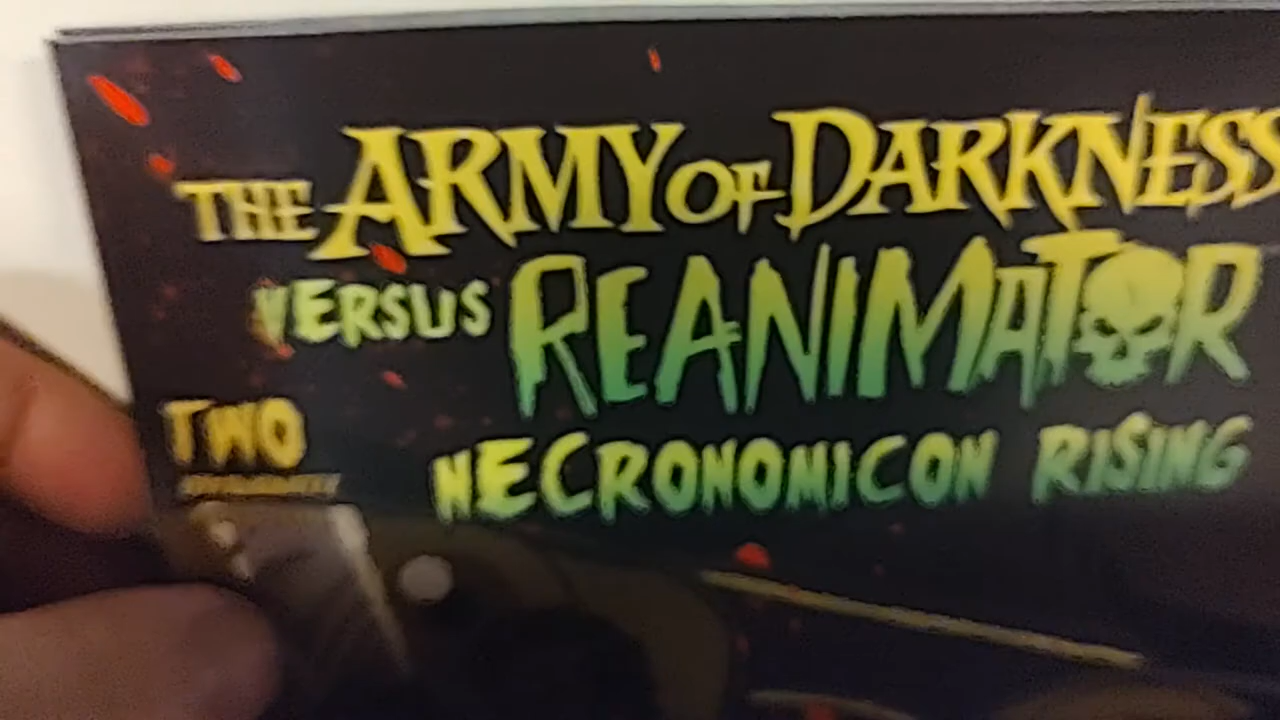 THE ARMY OF DARKNESS
VERSUS REANIMATOR
TWO
NECRONOMICON RISING